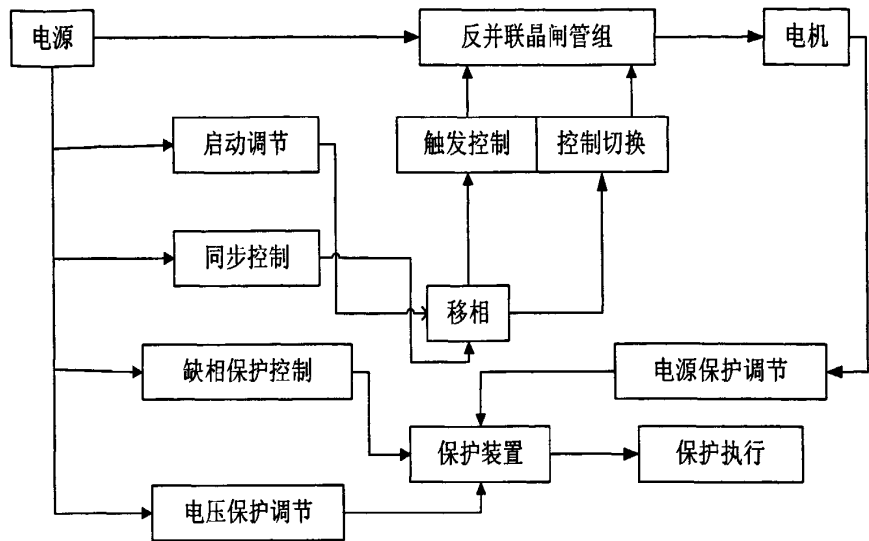 电源
反并联晶闸管组
电机
启动调节
触发控制
控制切换
同步控制
移相
缺相保护控制
电源保护调节
保护装置
保护执行
电压保护调节